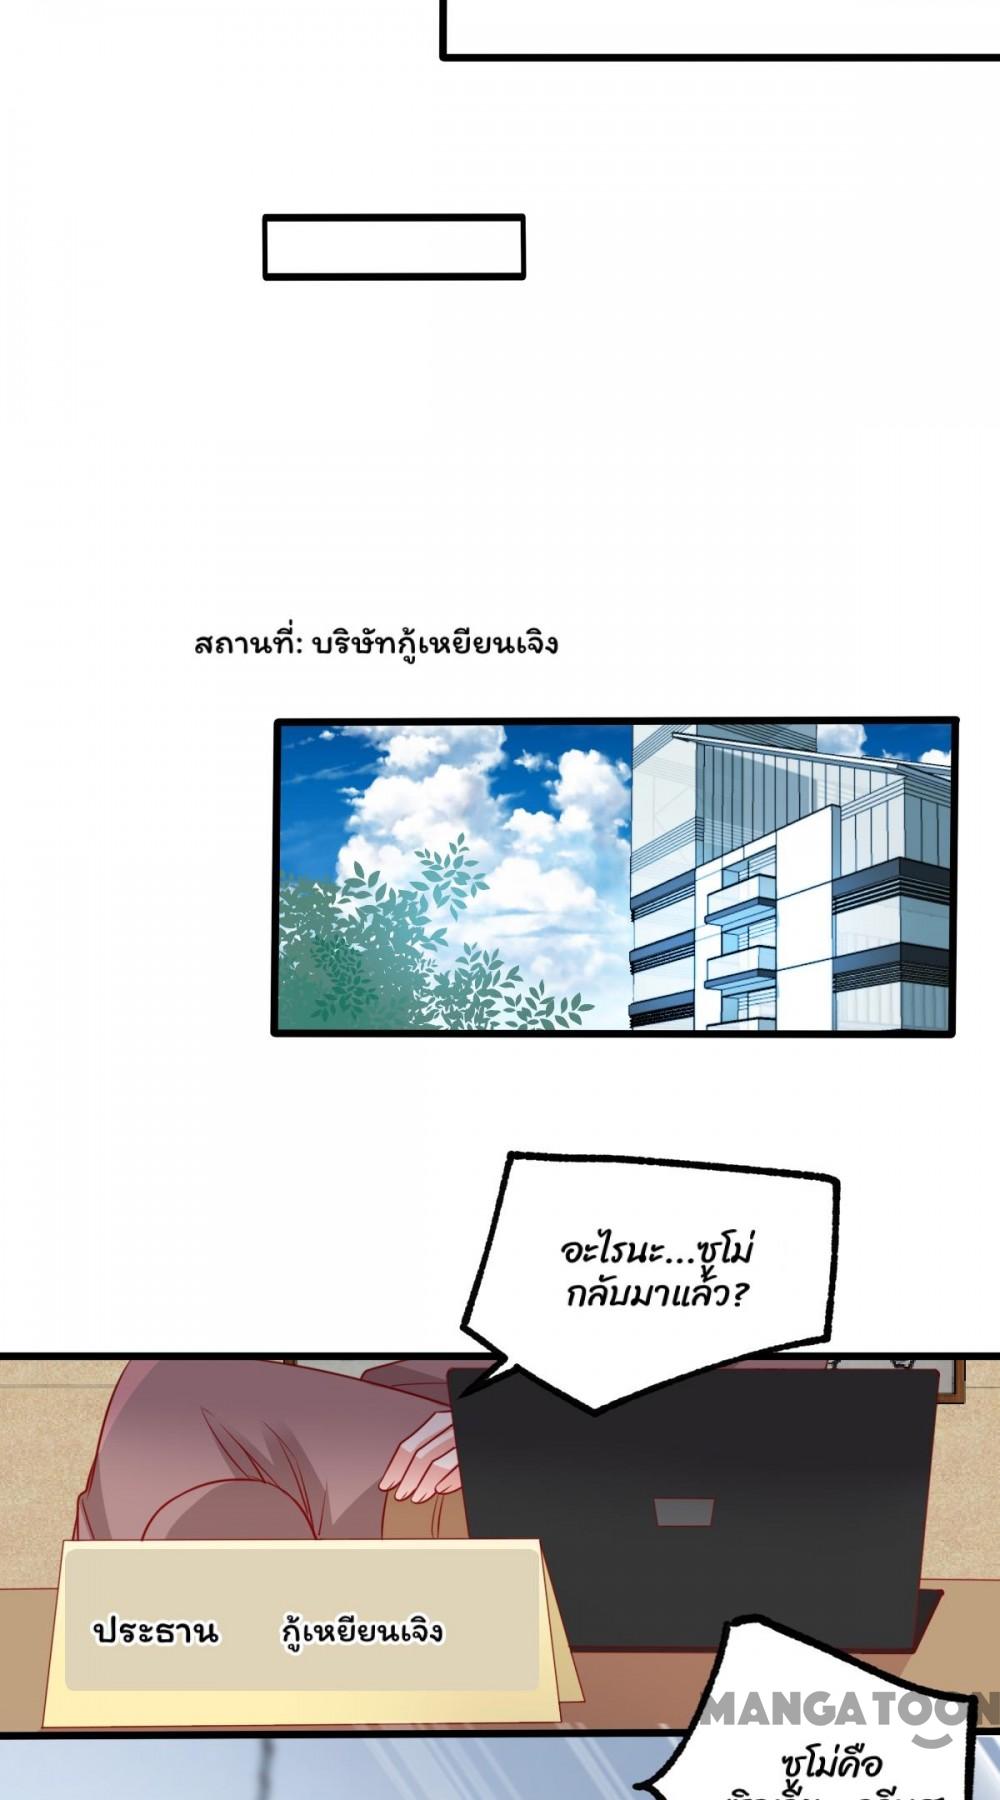 สถานที่: บริษัทกู้เหยียนเจิง
อะไรนะ...ซูโม่
กลับมาแล้ว?
ประธาน กู้เหยียนเจิง
MANGATOON
ซูโม่คือ